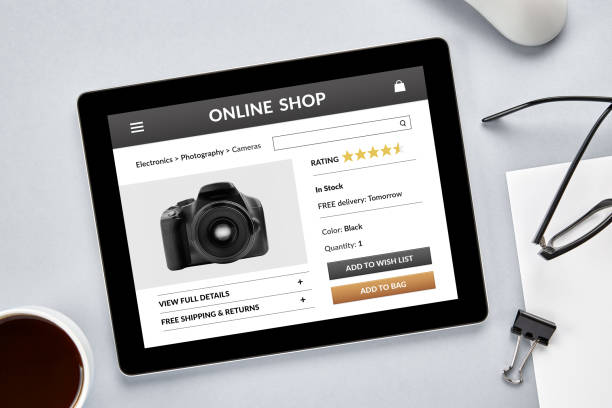 ONLINE SHOP
Electronics > Photography > Cameras
RATING
In Stock
FREE delivery: Tomorrow
Color: Black
Quantity: 1
ADD TO WISH LIST
ADD TO BAG
VIEW FULL DETAILS +
FREE SHIPPING & RETURNS +